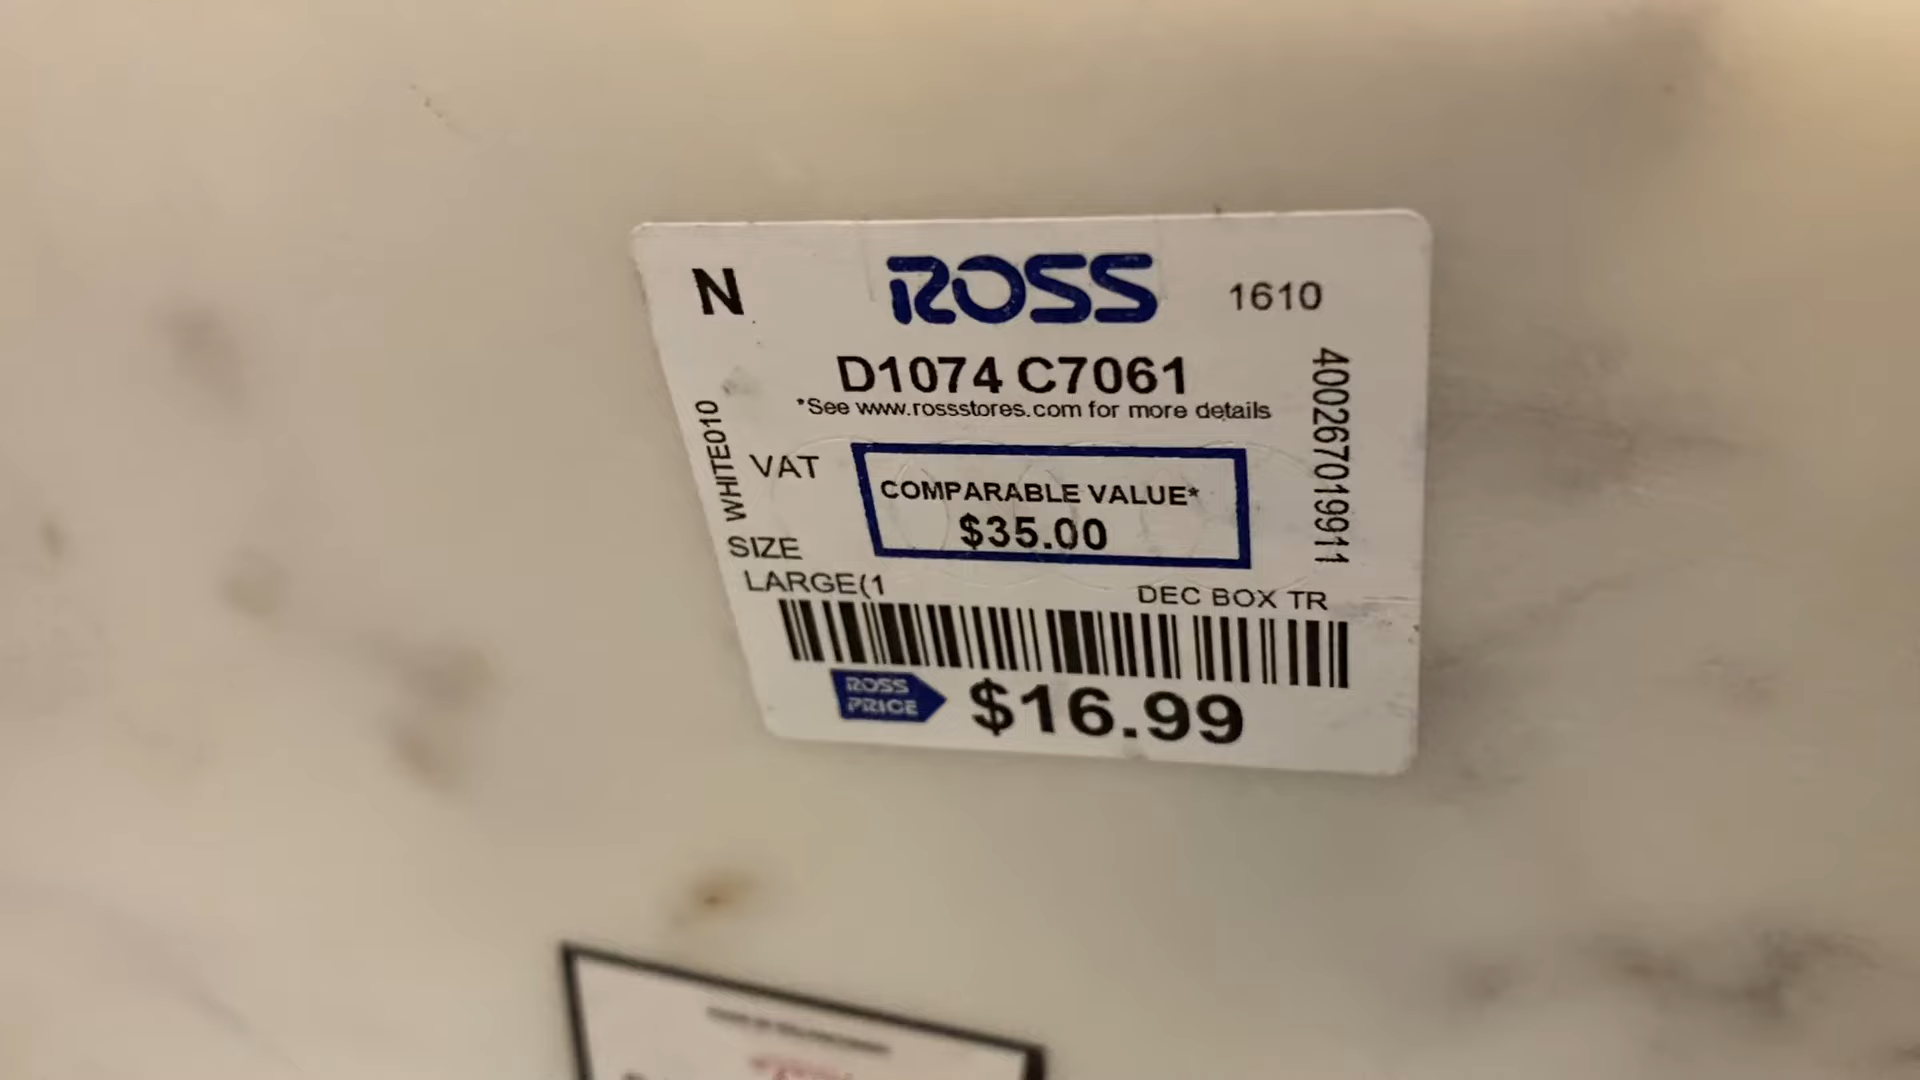 N ROSS 1610
D1074 C7061
*See www.rossstores.com for more details
400267019911
WHITE010
VAT
COMPARABLE VALUE*
$35.00
SIZE
LARGE(1
DEC BOX TR
ROSS
PRICE
$16.99